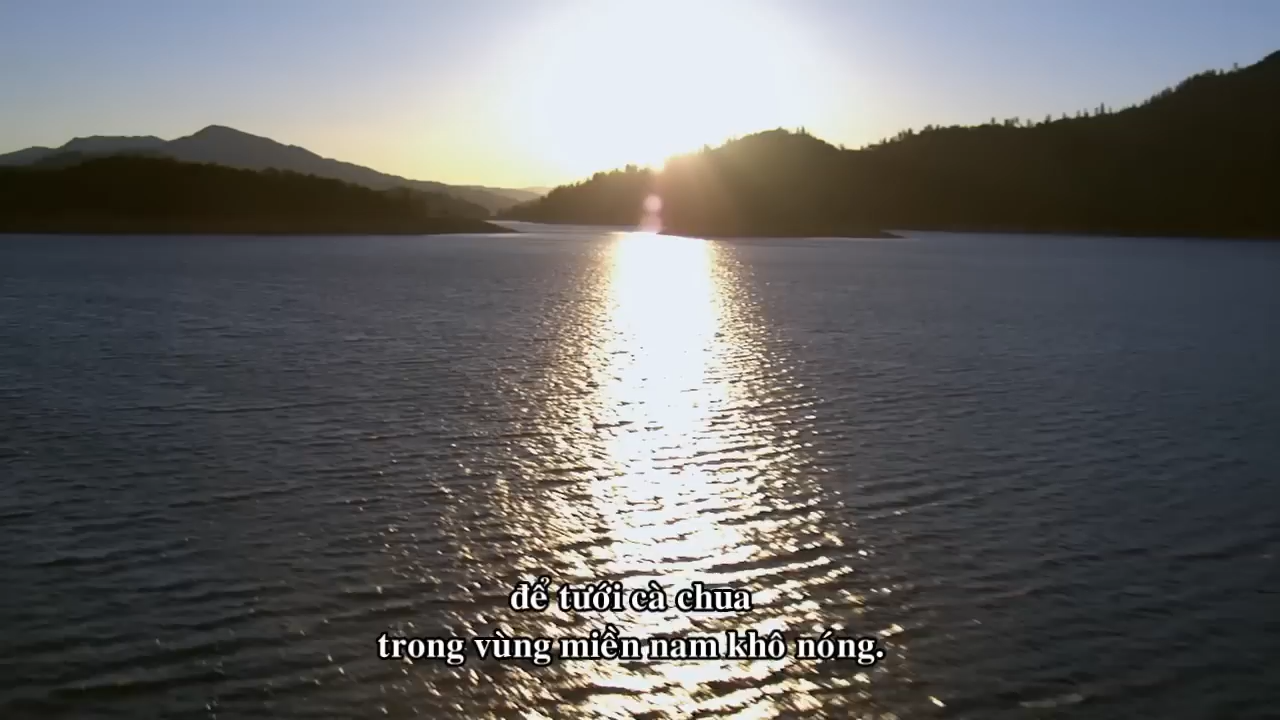 để tưới cà chua
trong vùng miền nam khô nóng.